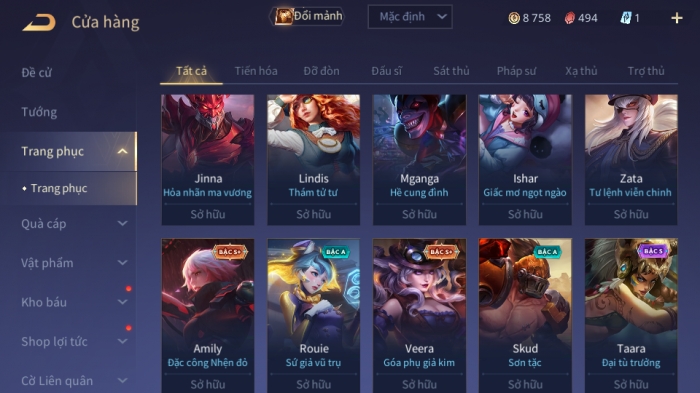 Cửa hàng
Đổi mảnh
Mặc định
8 758
494
1
Đề cử
Tướng
Trang phục
Trang phục
Quà cáp
Vật phẩm
Kho báu
Shop lợi tức
Cờ Liên quân
Tất cả
Tiến hóa
Đỡ đòn
Đấu sĩ
Sát thủ
Pháp sư
Xạ thủ
Trợ thủ
Jinna
Hỏa nhãn ma vương
Sở hữu
Lindis
Thám tử tư
Sở hữu
Mganga
Hề cung đình
Sở hữu
Ishar
Giấc mơ ngọt ngào
Sở hữu
Zata
Tư lệnh viễn chinh
Sở hữu
BẬC S+
Amily
Đặc công Nhện đỏ
Sở hữu
BẬC A
Rouie
Sứ giả vũ trụ
Sở hữu
BẬC S+
Veera
Góa phụ giả kim
Sở hữu
BẬC A
Skud
Sơn tặc
Sở hữu
BẬC S
Taara
Đại tù trưởng
Sở hữu